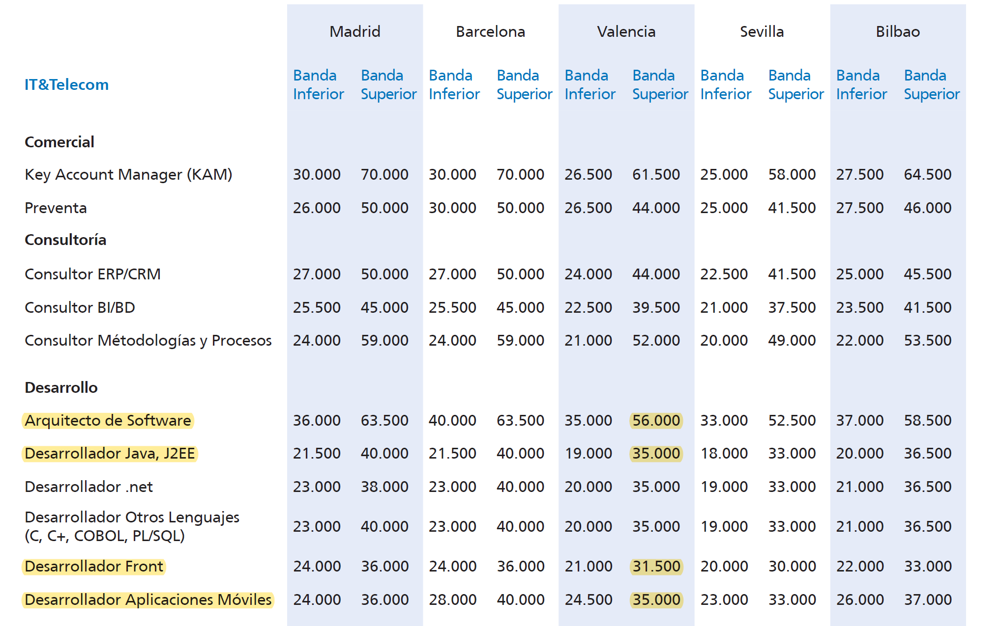 Madrid Barcelona Valencia Sevilla Bilbao
IT&Telecom
Banda Banda Banda Banda Banda Banda Banda Banda Banda Banda
Inferior Superior Inferior Superior Inferior Superior Inferior Superior Inferior Superior
Comercial
Key Account Manager (KAM) 30.000 70.000 30.000 70.000 26.500 61.500 25.000 58.000 27.500 64.500
Preventa 26.000 50.000 30.000 50.000 26.500 44.000 25.000 41.500 27.500 46.000
Consultoría
Consultor ERP/CRM 27.000 50.000 27.000 50.000 24.000 44.000 22.500 41.500 25.000 45.500
Consultor BI/BD 25.500 45.000 25.500 45.000 22.500 39.500 21.000 37.500 23.500 41.500
Consultor Métodologías y Procesos 24.000 59.000 24.000 59.000 21.000 52.000 20.000 49.000 22.000 53.500
Desarrollo
Arquitecto de Software 36.000 63.500 40.000 63.500 35.000 56.000 33.000 52.500 37.000 58.500
Desarrollador Java, J2EE 21.500 40.000 21.500 40.000 19.000 35.000 18.000 33.000 20.000 36.500
Desarrollador .net 23.000 38.000 23.000 40.000 20.000 35.000 19.000 33.000 21.000 36.500
Desarrollador Otros Lenguajes
(C, C+, COBOL, PL/SQL) 23.000 40.000 23.000 40.000 20.000 35.000 19.000 33.000 21.000 36.500
Desarrollador Front 24.000 36.000 24.000 36.000 21.000 31.500 20.000 30.000 22.000 33.000
Desarrollador Aplicaciones Móviles 24.000 36.000 28.000 40.000 24.500 35.000 23.000 33.000 26.000 37.000